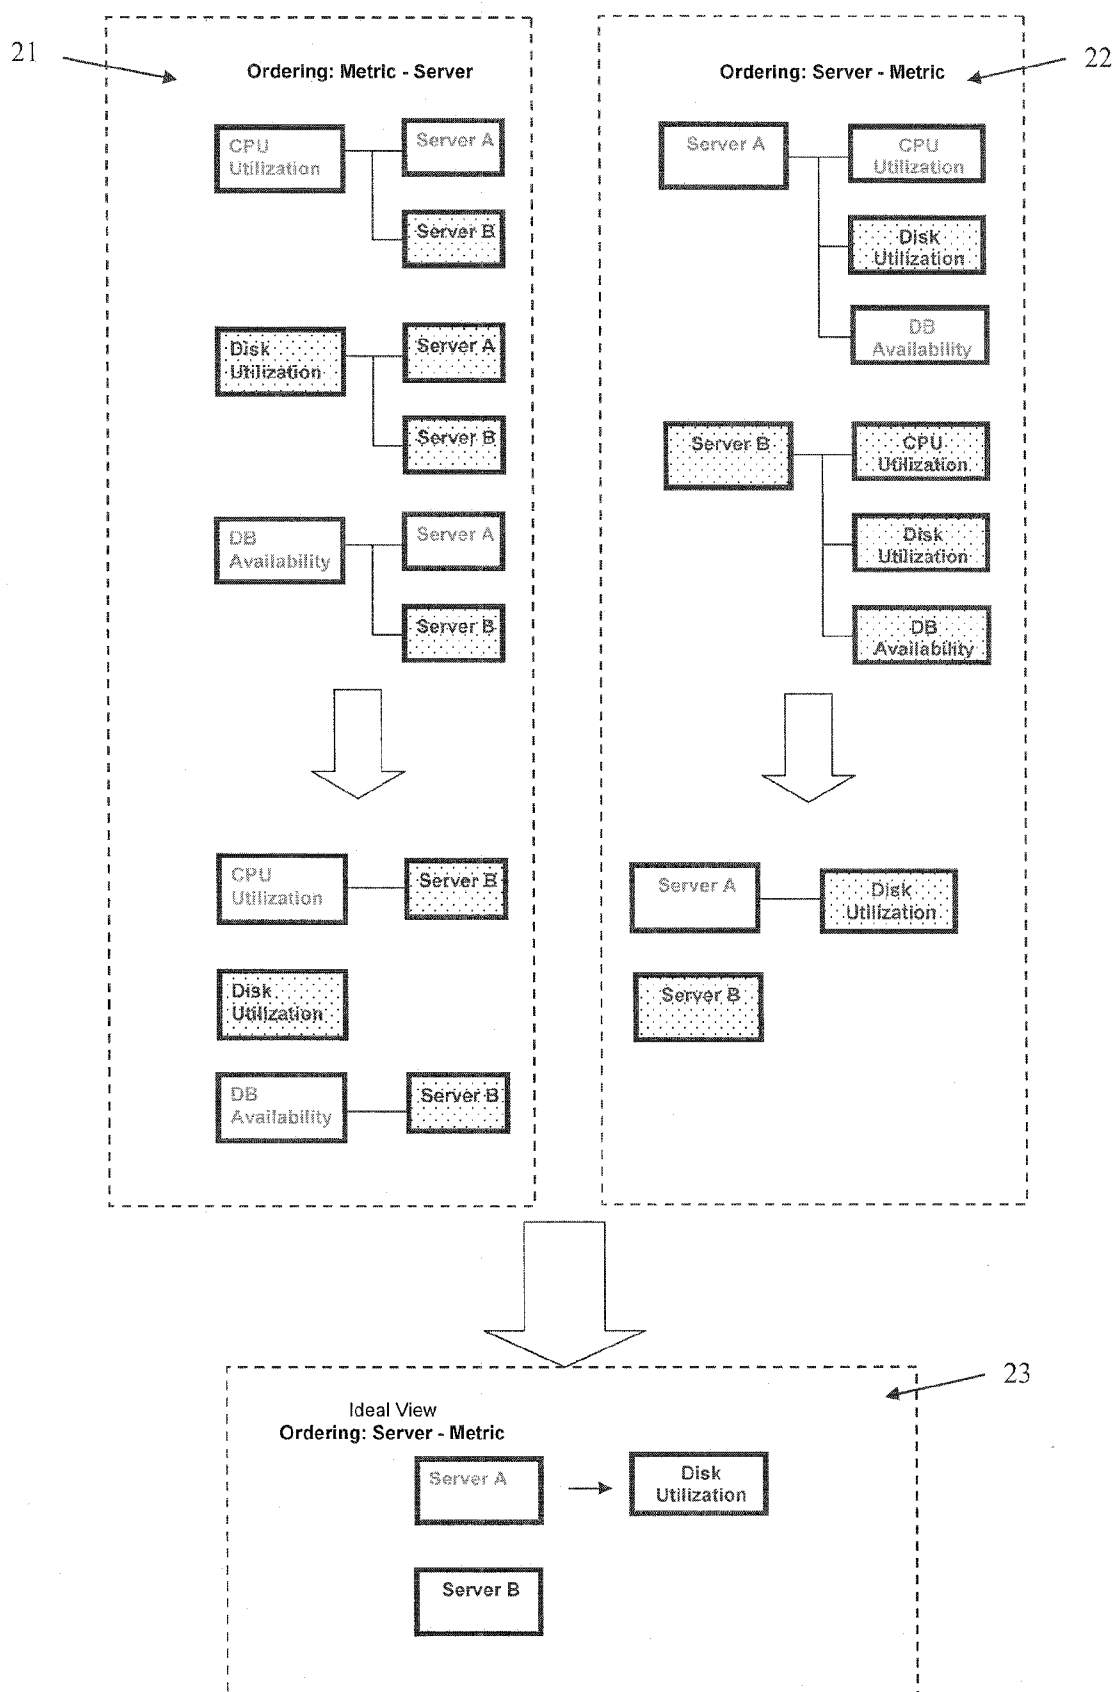 21
Ordering: Metric - Server
CPU
Utilization
Server A
Server B
Disk
Utilization
Server A
Server B
DB
Availability
Server A
Server B
CPU
Utilization
Server B
Disk
Utilization
DB
Availability
Server B
22
Ordering: Server - Metric
Server A
CPU
Utilization
Disk
Utilization
DB
Availability
Server B
CPU
Utilization
Disk
Utilization
DB
Availability
Server A
Disk
Utilization
Server B
23
Ideal View
Ordering: Server - Metric
Server A
Disk
Utilization
Server B